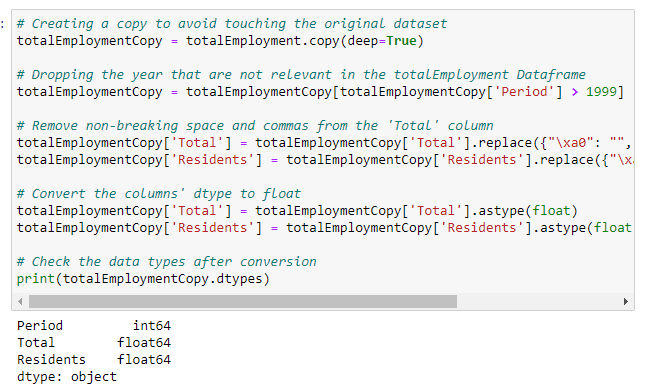 :
# Creating a copy to avoid touching the original dataset
totalEmploymentCopy = totalEmployment.copy(deep=True)
# Dropping the year that are not relevant in the totalEmployment Dataframe
totalEmploymentCopy = totalEmploymentCopy[totalEmploymentCopy['Period'] > 1999]
# Remove non-breaking space and commas from the 'Total' column
totalEmploymentCopy['Total'] = totalEmploymentCopy['Total'].replace({"\xa0": "",
totalEmploymentCopy['Residents'] = totalEmploymentCopy['Residents'].replace({"\x
# Convert the columns' dtype to float
totalEmploymentCopy['Total'] = totalEmploymentCopy['Total'].astype(float)
totalEmploymentCopy['Residents'] = totalEmploymentCopy['Residents'].astype(float
# Check the data types after conversion
print(totalEmploymentCopy.dtypes)
Period int64
Total float64
Residents float64
dtype: object